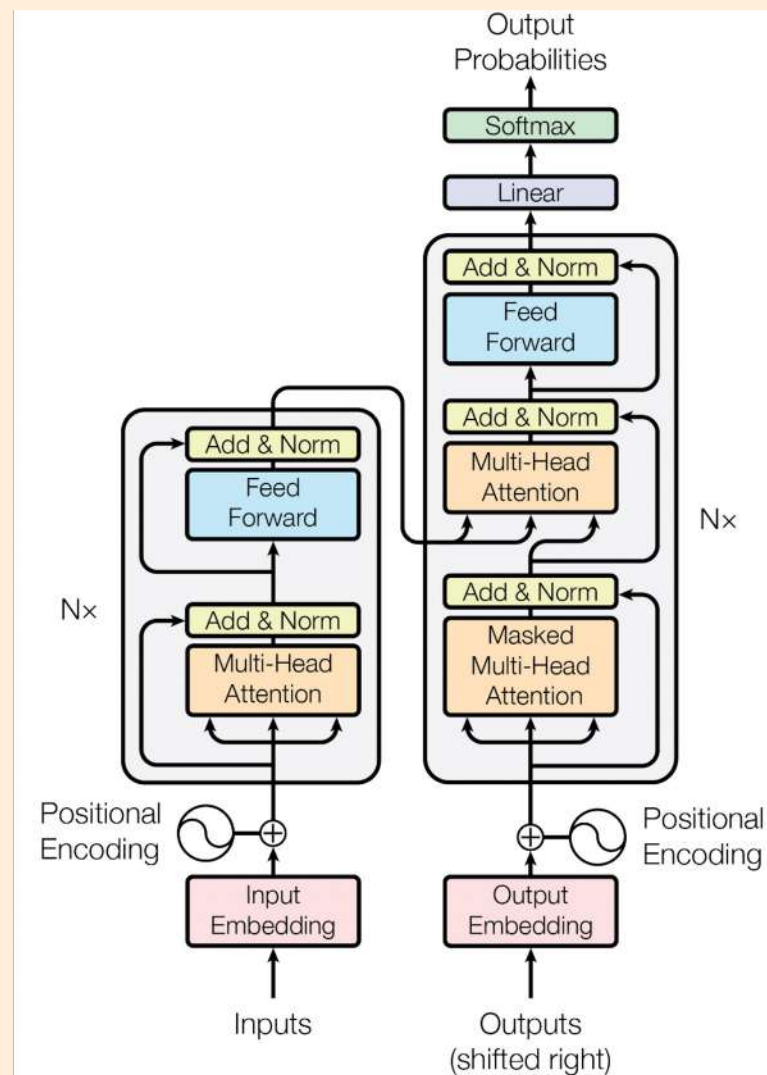 Output
Probabilities
Softmax
Linear
Add & Norm
Feed
Forward
Add & Norm
Multi-Head
Attention
Add & Norm
Masked
Multi-Head
Attention
N×
Add & Norm
Feed
Forward
Add & Norm
Multi-Head
Attention
N×
Positional
Encoding
Positional
Encoding
Input
Embedding
Output
Embedding
Inputs
Outputs
(shifted right)